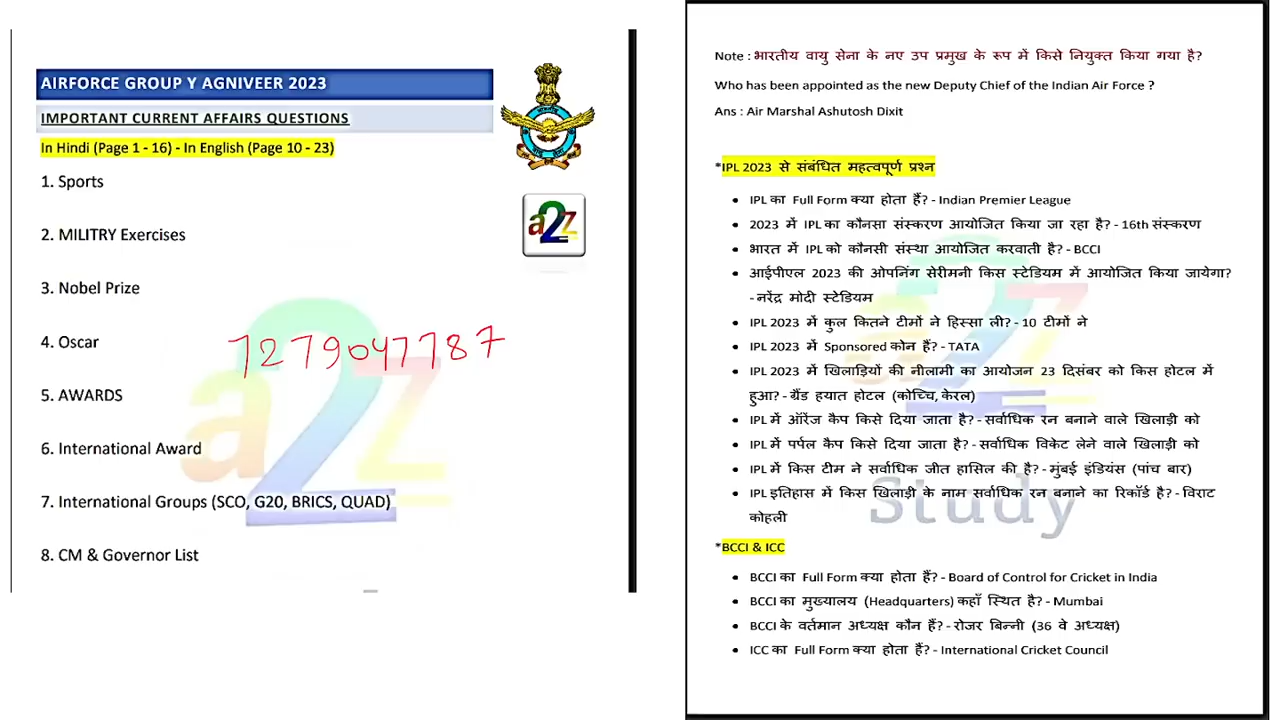 AIRFORCE GROUP Y AGNIVEER 2023
IMPORTANT CURRENT AFFAIRS QUESTIONS
In Hindi (Page 1 - 16) - In English (Page 10 - 23)
1. Sports
a2z
2. MILITRY Exercises
3. Nobel Prize
4. Oscar
7279047787
5. AWARDS
6. International Award
7. International Groups (SCO, G20, BRICS, QUAD)
8. CM & Governor List
a2z
Note : भारतीय वायु सेना के नए उप प्रमुख के रूप में किसे नियुक्त किया गया है?
Who has been appointed as the new Deputy Chief of the Indian Air Force ?
Ans : Air Marshal Ashutosh Dixit
*IPL 2023 से संबंधित महत्वपूर्ण प्रश्न
• IPL का Full Form क्या होता हैं? - Indian Premier League
• 2023 में IPL का कौनसा संस्करण आयोजित किया जा रहा है? - 16th संस्करण
• भारत में IPL को कौनसी संस्था आयोजित करवाती है? - BCCI
• आईपीएल 2023 की ओपनिंग सेरीमनी किस स्टेडियम में आयोजित किया जायेगा?
- नरेंद्र मोदी स्टेडियम
• IPL 2023 में कुल कितने टीमों ने हिस्सा ली? - 10 टीमों ने
• IPL 2023 में Sponsored कोन हैं? - TATA
• IPL 2023 में खिलाड़ियों की नीलामी का आयोजन 23 दिसंबर को किस होटल में
हुआ? - ग्रैंड हयात होटल (कोच्चि, केरल)
• IPL में ऑरेंज कैप किसे दिया जाता है? - सर्वाधिक रन बनाने वाले खिलाड़ी को
• IPL में पर्पल कैप किसे दिया जाता है? - सर्वाधिक विकेट लेने वाले खिलाड़ी को
• IPL में किस टीम ने सर्वाधिक जीत हासिल की है? - मुंबई इंडियंस (पांच बार)
• IPL इतिहास में किस खिलाड़ी के नाम सर्वाधिक रन बनाने का रिकॉर्ड है? - विराट
कोहली
*BCCI & ICC
• BCCI का Full Form क्या होता हैं? - Board of Control for Cricket in India
• BCCI का मुख्यालय (Headquarters) कहाँ स्थित है? - Mumbai
• BCCI के वर्तमान अध्यक्ष कौन हैं? - रोजर बिन्नी (36 वे अध्यक्ष)
• ICC का Full Form क्या होता हैं? - International Cricket Council
a2z
Study